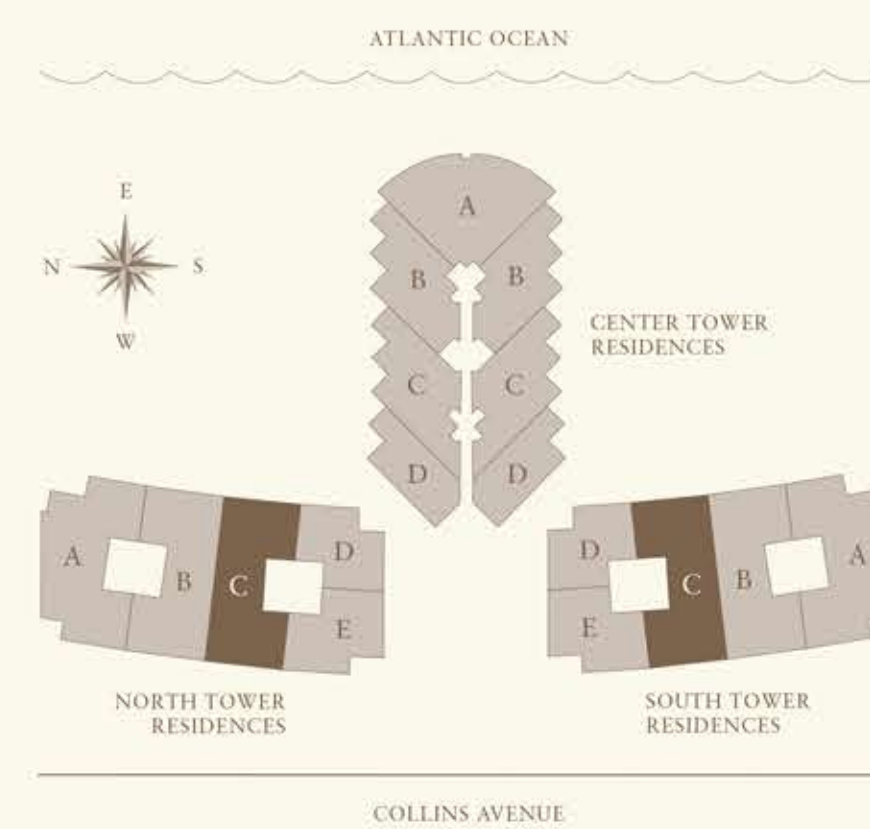 ATLANTIC OCEAN
E
N
S
W
A
B
B
CENTER TOWER
RESIDENCES
C
C
D
D
A
B
C
D
E
D
E
C
B
A
NORTH TOWER
RESIDENCES
SOUTH TOWER
RESIDENCES
COLLINS AVENUE